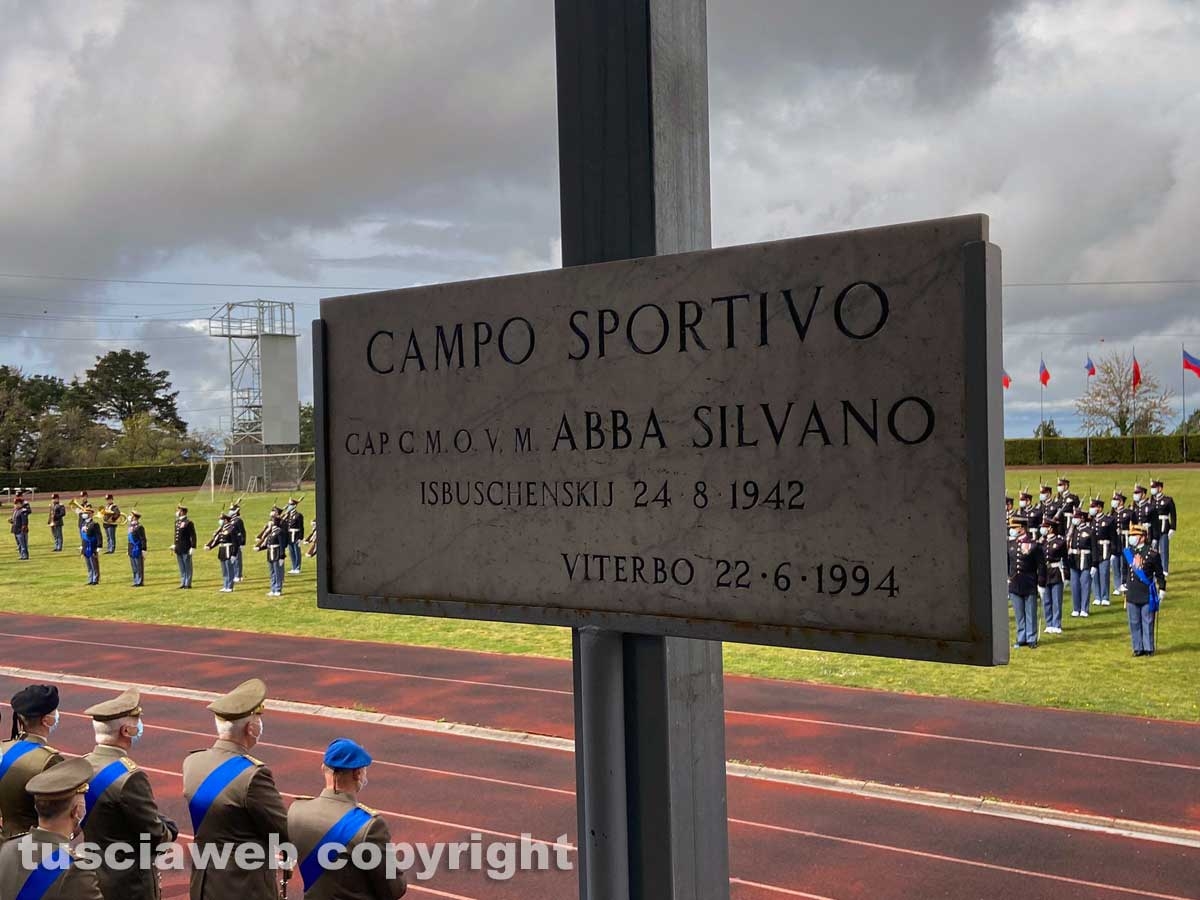 CAMPO SPORTIVO
CAP. C. M. O. V. M. ABBA SILVANO
ISBUSCHENSKIJ 24 8 1942
VITERBO 22·6·1994
tusciaweb copyright